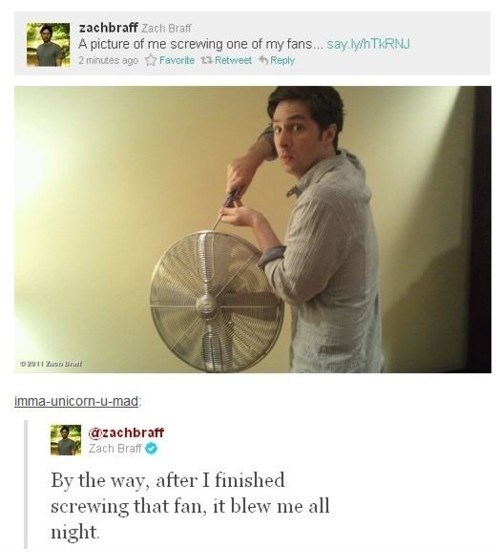 zachbraff Zach Braff
A picture of me screwing one of my fans... say.ly/hTkRNJ
2 minutes ago Favorite Retweet Reply
© 2011 Zach Braff
imma-unicorn-u-mad:
@zachbraff
Zach Braff
By the way, after I finished
screwing that fan, it blew me all
night.